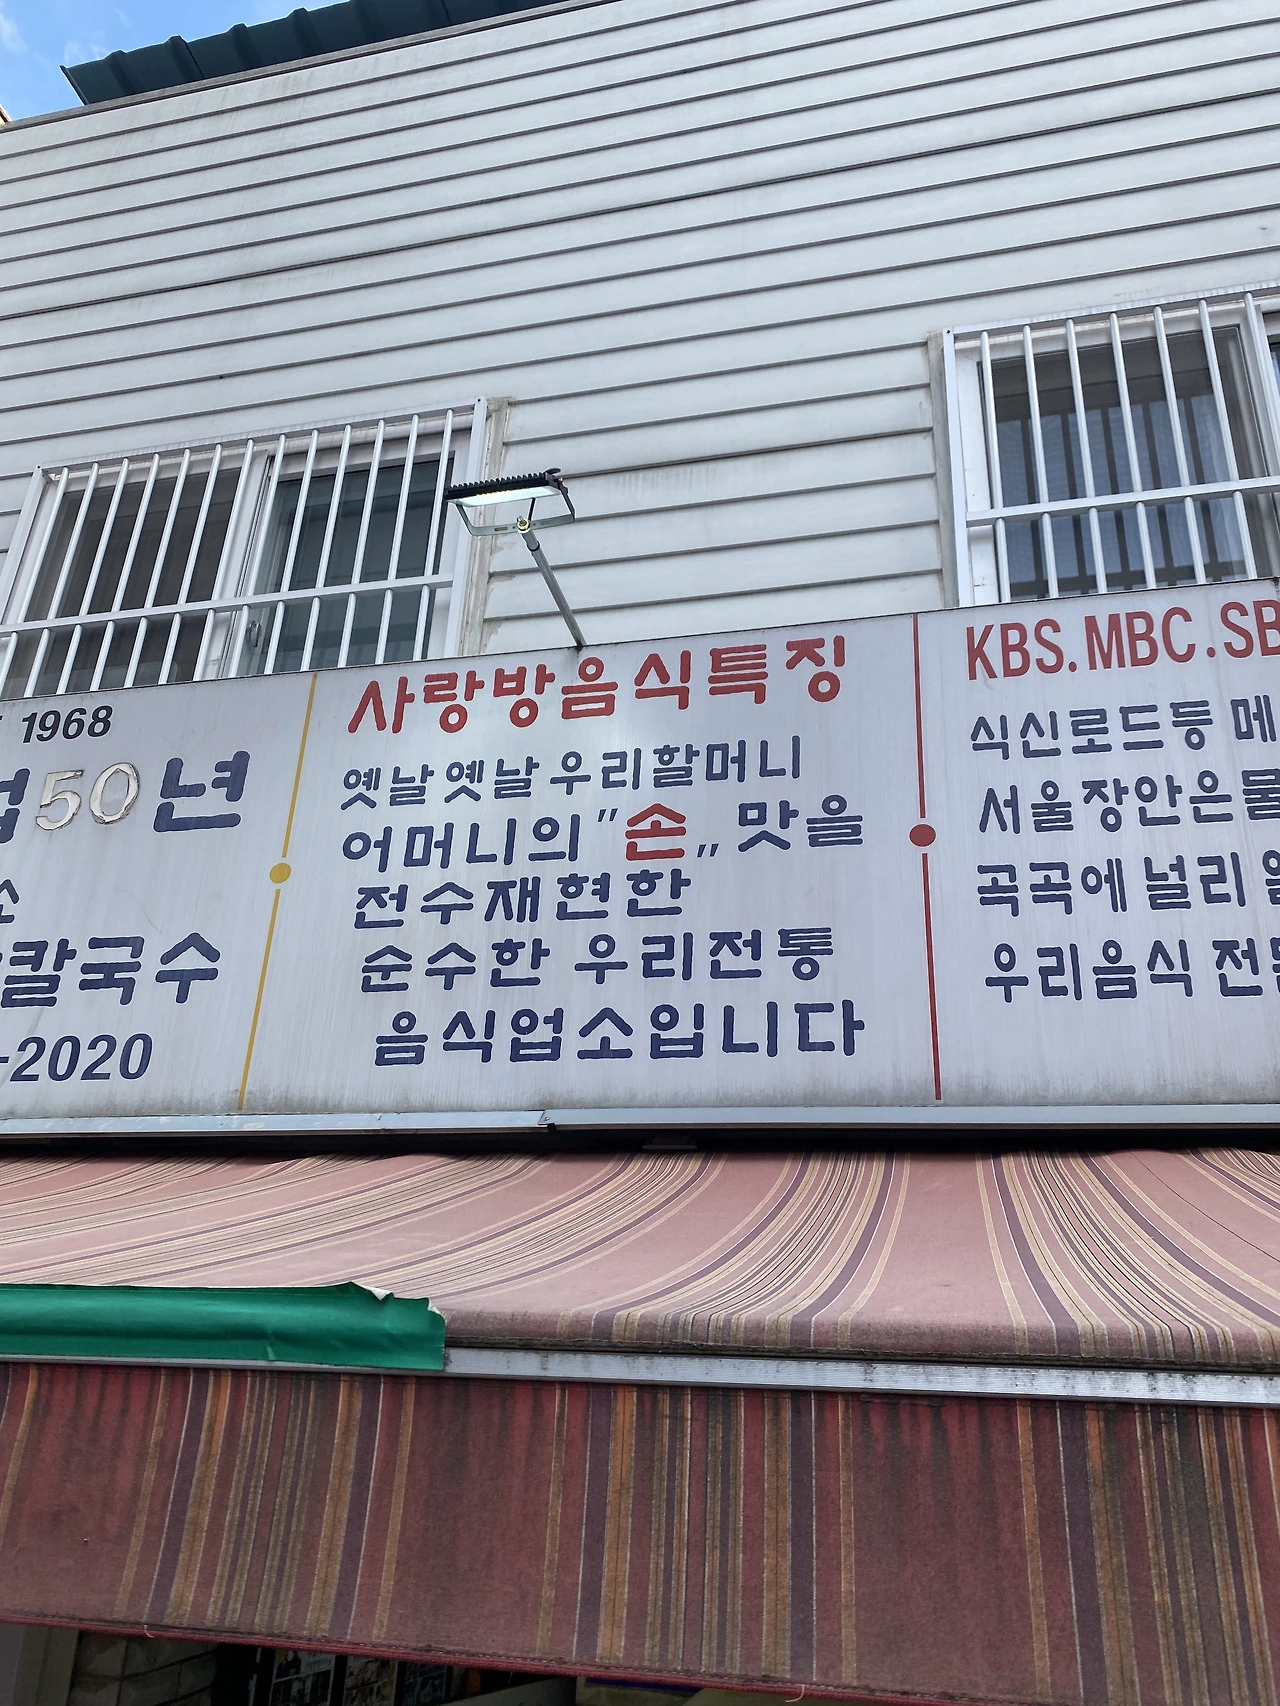 1968
50년
칼국수
-2020
사랑방음식특징
옛날옛날우리할머니
어머니의 "손„ 맛을
전수재현한
순수한 우리전통
음식업소입니다
KBS.MBC.SB
식신로드등 메
서울장안은물
곡곡에 널리
우리음식 전